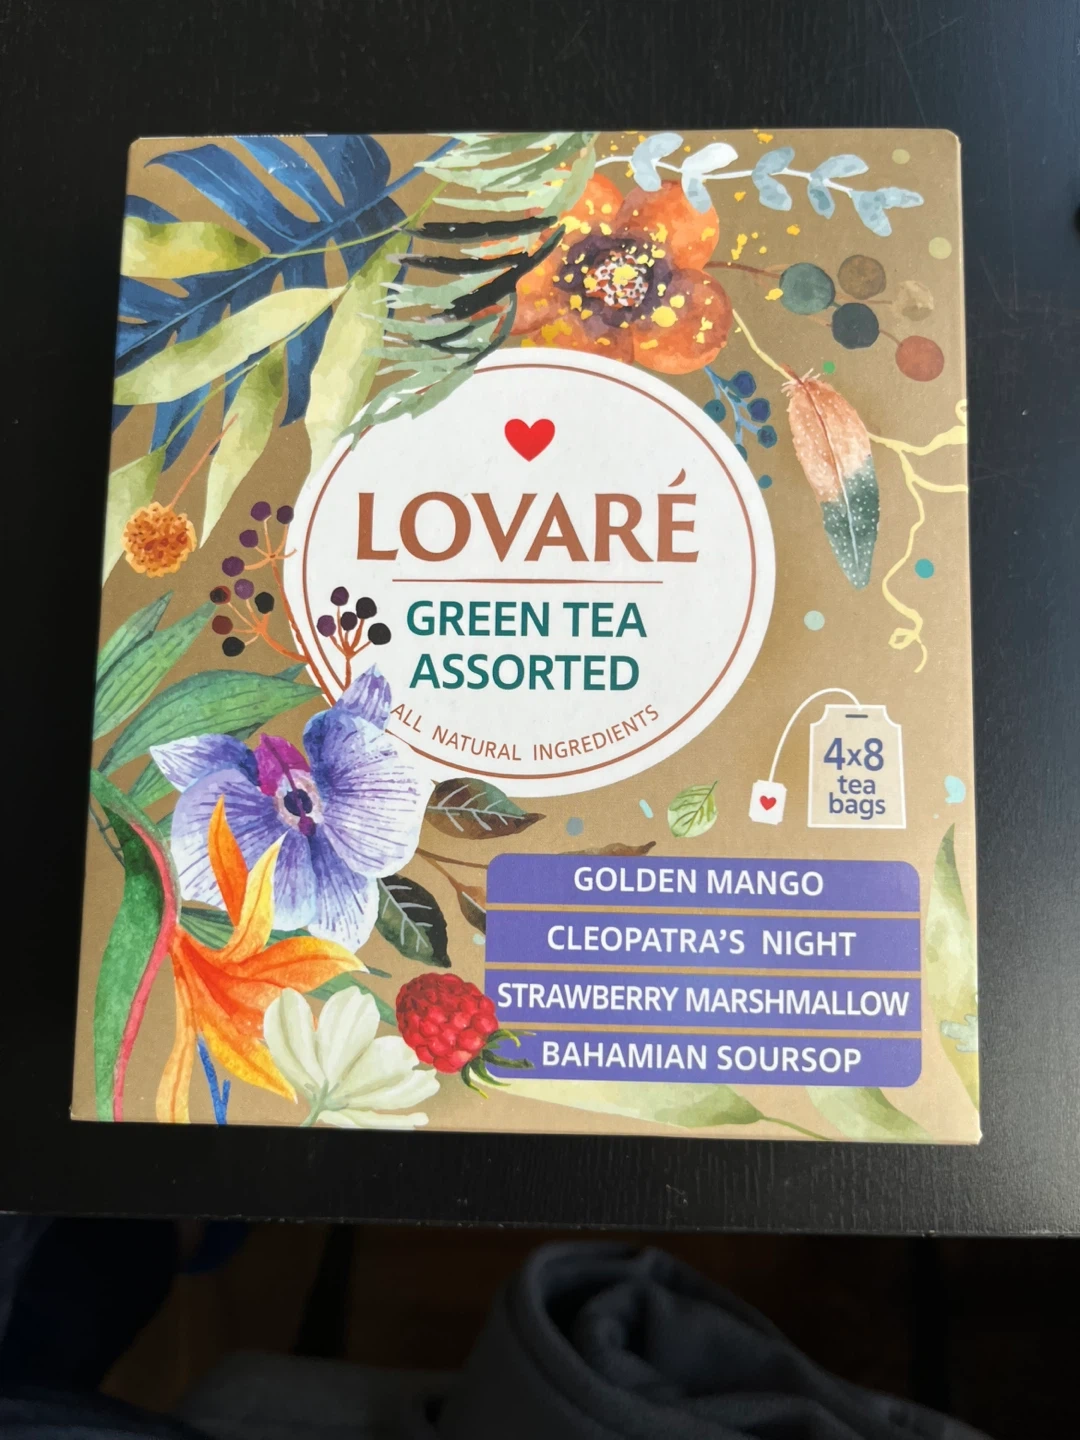 LOVARÉ
GREEN TEA
ASSORTED
ALL NATURAL INGREDIENTS
4x8
tea
bags
GOLDEN MANGO
CLEOPATRA'S NIGHT
STRAWBERRY MARSHMALLOW
BAHAMIAN SOURSOP